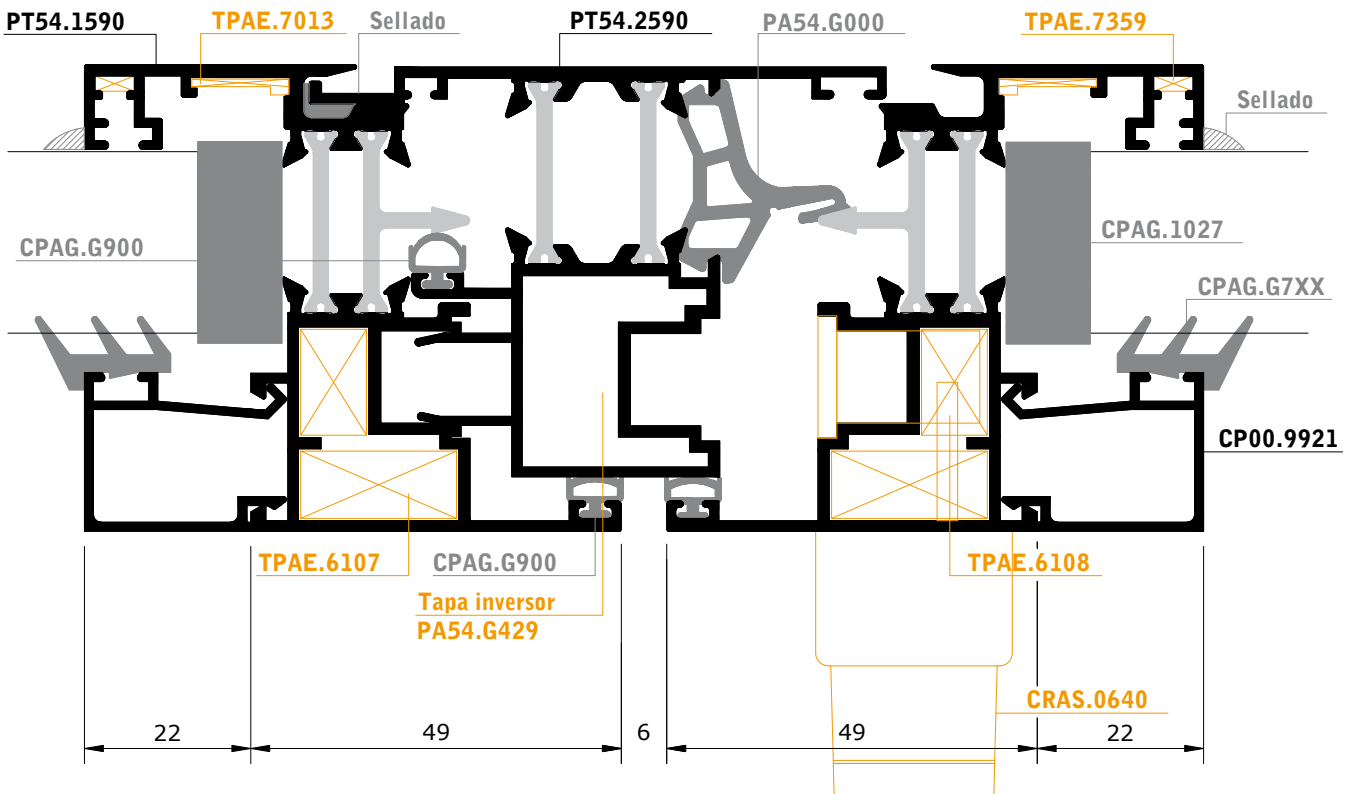 PT54.1590
TPAE.7013
Sellado
PT54.2590
PA54.G000
TPAE.7359
Sellado
CPAG.G900
CPAG.1027
CPAG.G7XX
CP00.9921
TPAE.6107
CPAG.G900
TPAE.6108
Tapa inversor
PA54.G429
CRAS.0640
22
49
6
49
22